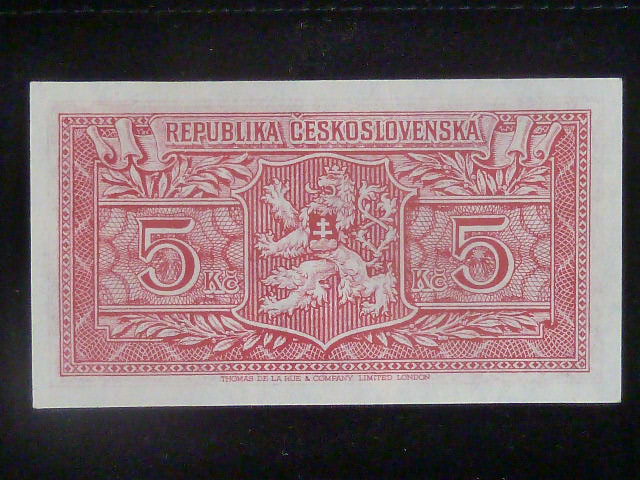 REPUBLIKA ČESKOSLOVENSKÁ
5 Kč
Kč 5
THOMAS DE LA RUE & COMPANY, LIMITED, LONDON